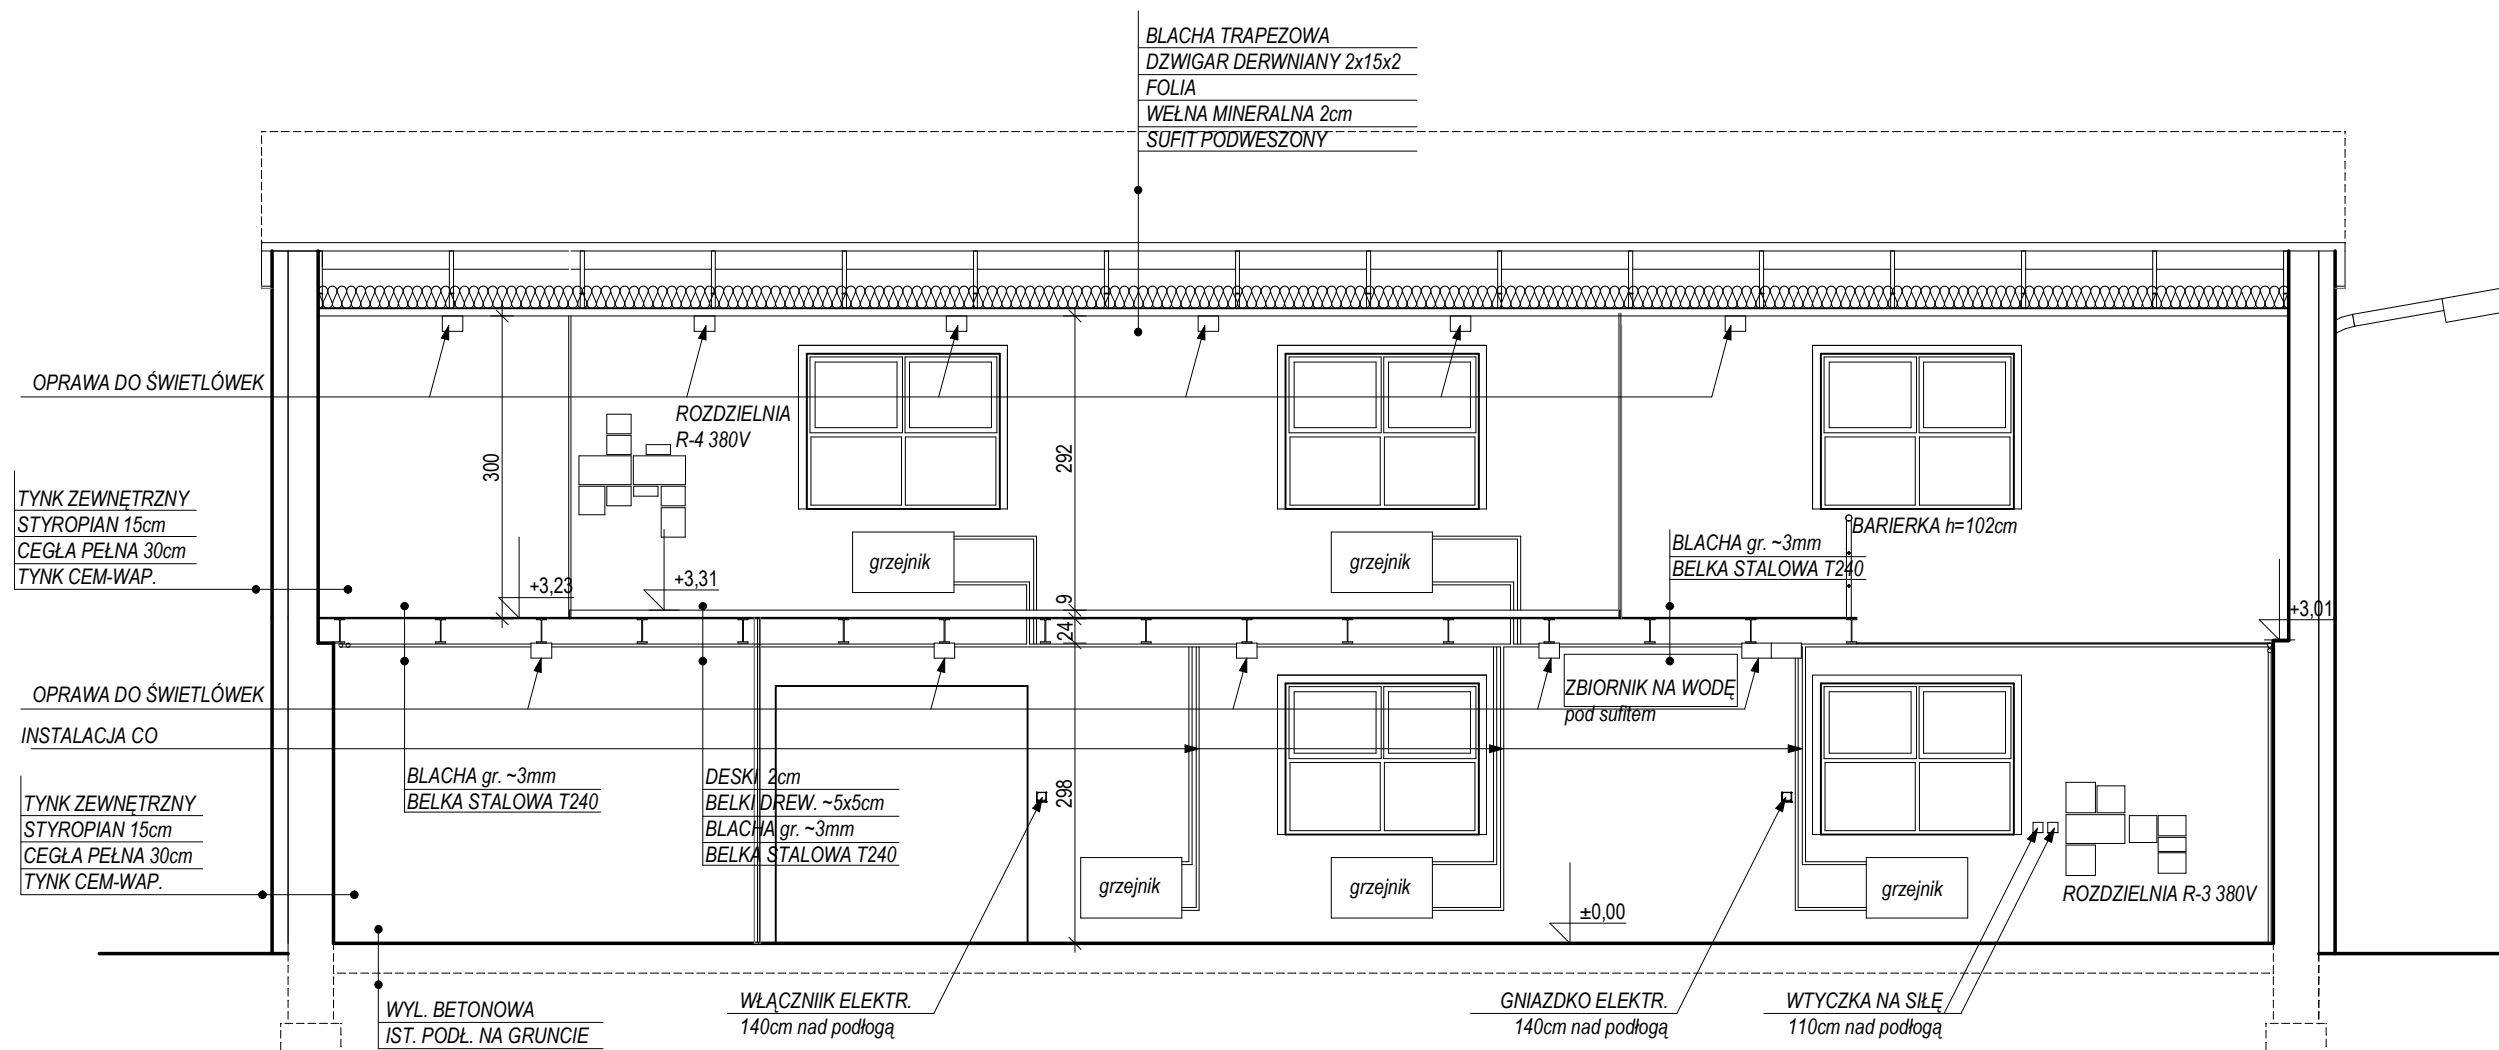 BLACHA TRAPEZOWA
DZWIGAR DERWNIANY 2x15x2
FOLIA
WEŁNA MINERALNA 2cm
SUFIT PODWESZONY
OPRAWA DO ŚWIETLÓWEK
ROZDZIELNIA
R-4 380V
300
292
TYNK ZEWNĘTRZNY
STYROPIAN 15cm
CEGŁA PEŁNA 30cm
TYNK CEM-WAP.
BARIERKA h=102cm
BLACHA gr. ~3mm
BELKA STALOWA T240
grzejnik
grzejnik
+3,23
+3,31
9
24
+3,01
OPRAWA DO ŚWIETLÓWEK
ZBIORNIK NA WODĘ
pod sufitem
INSTALACJA CO
BLACHA gr. ~3mm
BELKA STALOWA T240
DESKI 2cm
BELKI DREW. ~5x5cm
BLACHA gr. ~3mm
BELKA STALOWA T240
298
TYNK ZEWNĘTRZNY
STYROPIAN 15cm
CEGŁA PEŁNA 30cm
TYNK CEM-WAP.
grzejnik
grzejnik
grzejnik
ROZDZIELNIA R-3 380V
±0,00
WYL. BETONOWA
IST. PODŁ. NA GRUNCIE
WŁĄCZNIIK ELEKTR.
140cm nad podłogą
GNIAZDKO ELEKTR.
140cm nad podłogą
WTYCZKA NA SIŁĘ
110cm nad podłogą